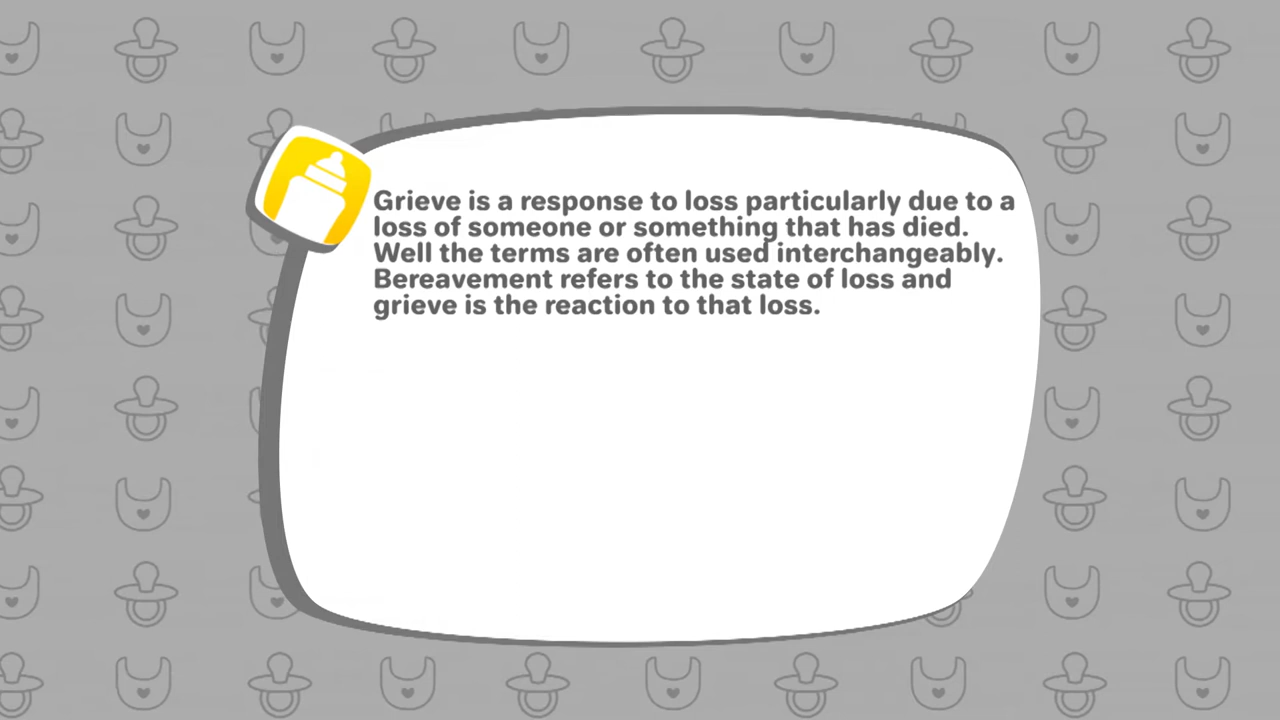 Grieve is a response to loss particularly due to a
loss of someone or something that has died.
Well the terms are often used interchangeably.
Bereavement refers to the state of loss and
grieve is the reaction to that loss.